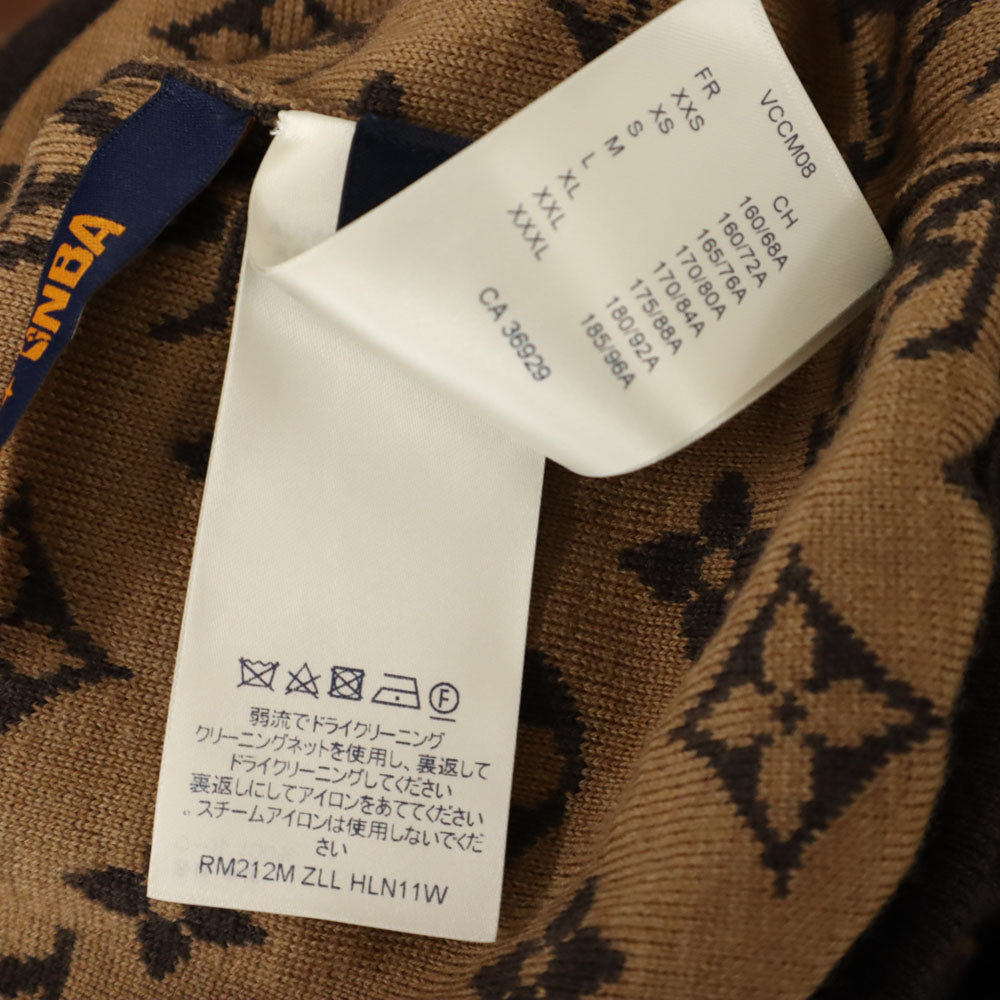 NBA
VCCM08
FR CH
XXS 160/68A
XS 160/72A
S 165/76A
M 170/80A
L 170/84A
XL 175/88A
XXL 180/92A
XXXL 185/96A
CA 36929
F
弱流でドライクリーニング
クリーニングネットを使用し、裏返して
ドライクリーニングしてください
裏返しにしてアイロンをあててください
スチームアイロンは使用しないでくだ
さい
RM212M ZLL HLN11W